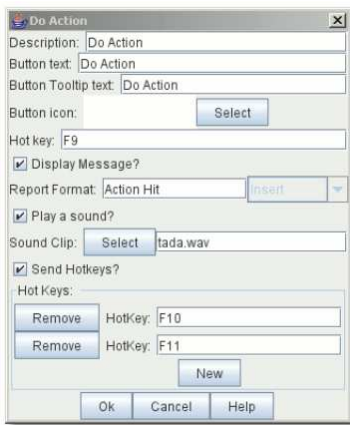 Do Action
Description: Do Action
Button text: Do Action
Button Tooltip text: Do Action
Button icon: Select
Hot key: F9
Display Message?
Report Format: Action Hit Insert
Play a sound?
Sound Clip: Select tada.wav
Send Hotkeys?
Hot Keys:
Remove HotKey: F10
Remove HotKey: F11
New
Ok Cancel Help